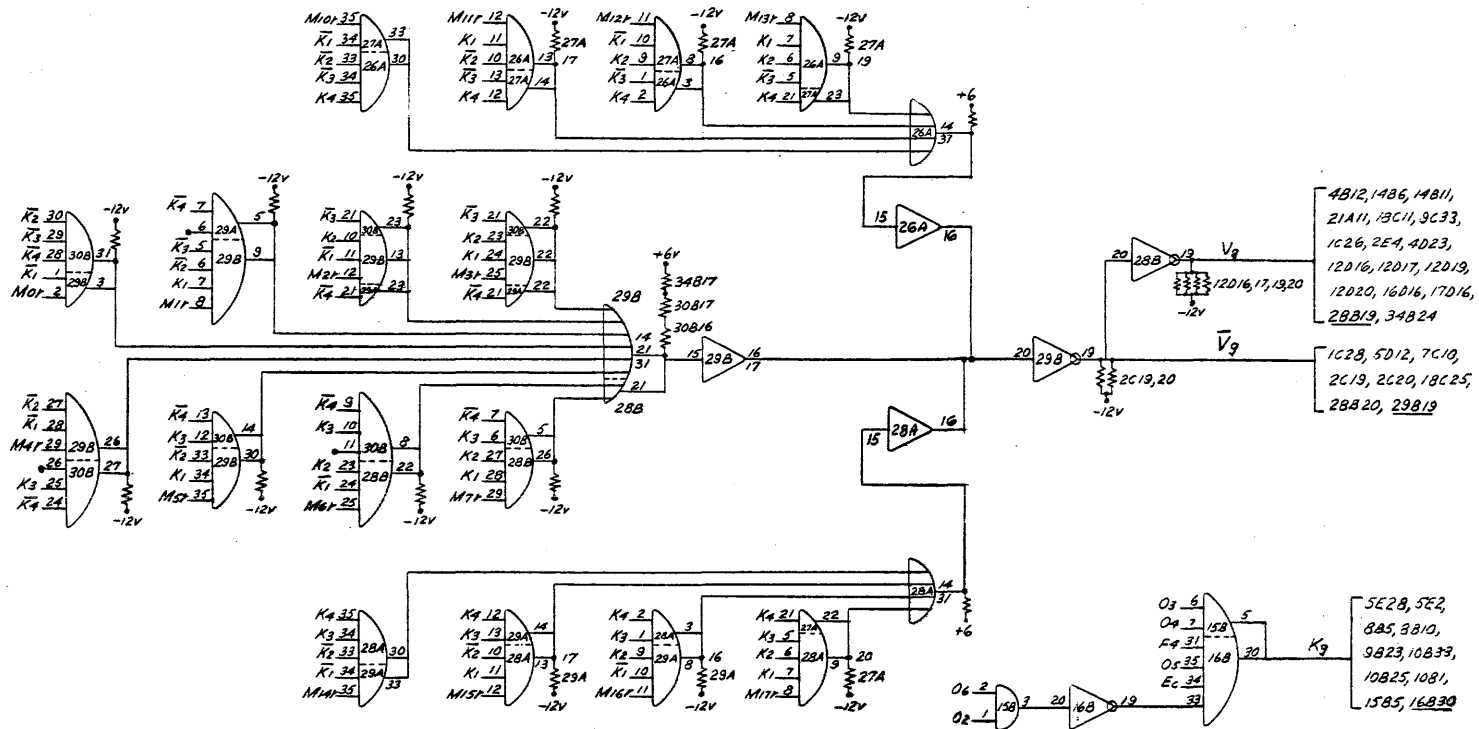 M10r 35
K̅1 34
K̅2 33
K̅3 34
K4 35
27A
26A
33
30
M11r 12
K1 11
K̅2 10
K̅3 13
K4 12
26A
27A
13
14
-12v
27A
17
M12r 11
K̅1 10
K2 9
K̅3 1
K4 2
27A
26A
8
3
-12v
27A
16
M13r 8
K1 7
K2 6
K̅3 5
K4 21
26A
27A
9
23
-12v
27A
19
26A
14
31
+6
15
26A
16
K̅2 30
K̅3 29
K̅4 28
K̅1 1
M0r 2
30B
29B
31
3
-12v
K̅4 7
6
K̅3 5
K̅2 6
K1 7
M1r 8
29A
29B
5
9
-12v
K̅3 21
K2 10
K̅1 11
M2r 12
K̅4 21
30B
29B
23
13
23
-12v
K̅3 21
K2 23
K1 24
M3r 25
K̅4 21
30B
29B
22
22
22
-12v
29B
14
21
31
21
28B
+6v
34B17
30B17
30B16
15
29B
16
17
K̅2 27
K̅1 28
M4r 29
26
K3 25
K̅4 24
29B
30B
26
27
-12v
K̅4 13
K3 12
K̅2 33
K1 34
M5r 35
30B
29B
14
30
-12v
K̅4 9
K3 10
11
K2 23
K̅1 24
M6r 25
30B
28B
8
22
-12v
K̅4 7
K3 6
K2 27
K1 28
M7r 29
30B
28B
5
26
-12v
20
29B
19
2C19,20
-12v
20
28B
19
12D16,17,19,20
-12v
Vg
4B12, 14B6, 14B11,
21A11, 18C11, 9C33,
1C26, 2E4, 4D23,
12D16, 12D17, 12D19,
12D20, 16D16, 17D16,
28B19, 34B24
V̅g
1C28, 5D12, 7C10,
2C19, 2C20, 18C25,
28B20, 29B19
15
28A
16
28A
14
31
+6
K4 35
K3 34
K̅2 33
K̅1 34
M14r 35
28A
29A
30
33
K4 12
K3 13
K̅2 10
K1 11
M15r 12
29A
28A
14
13
17
29A
-12v
K4 2
K3 1
K2 9
K̅1 10
M16r 11
28A
29A
3
8
16
29A
-12v
K4 21
K3 5
K2 6
K1 7
M17r 8
27A
28A
22
9
20
27A
-12v
O3 6
O4 7
F4 31
O5 35
Ec 34
33
15B
16B
5
30
O6 2
O2 1
15B
3
20
16B
19
Kg
5E28, 5E2,
8B5, 3B10,
9B23, 10B33,
10B25, 10B1,
15B5, 16B30